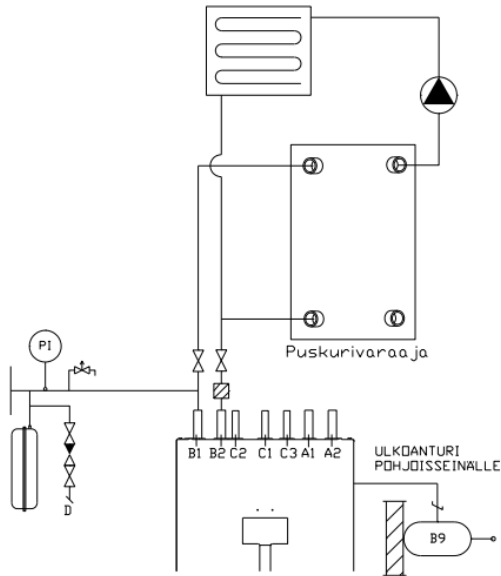 Puskurivaraaja
PI
B1 B2 C2 C1 C3 A1 A2
ULKOANTURI
POHJOISSEINÄLLE
D
B9